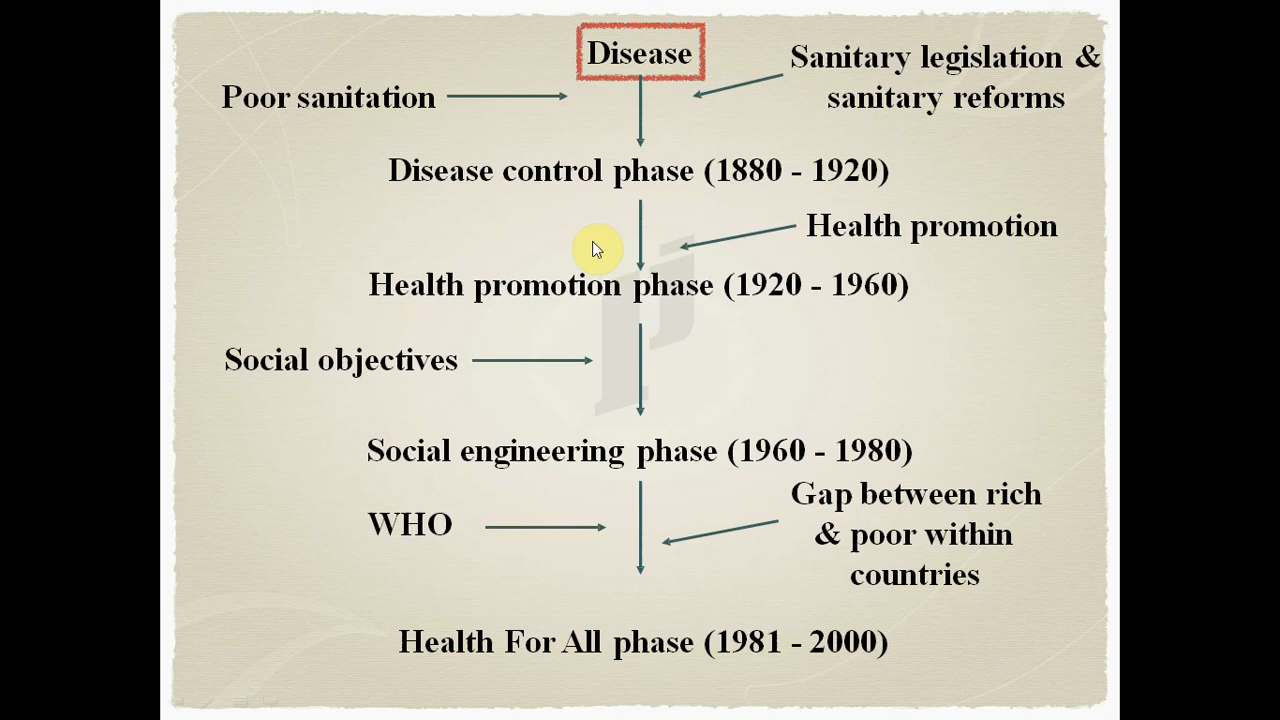 Disease
Sanitary legislation &
sanitary reforms
Poor sanitation
Disease control phase (1880 - 1920)
Health promotion
Health promotion phase (1920 - 1960)
Social objectives
Social engineering phase (1960 - 1980)
Gap between rich
& poor within
countries
WHO
Health For All phase (1981 - 2000)